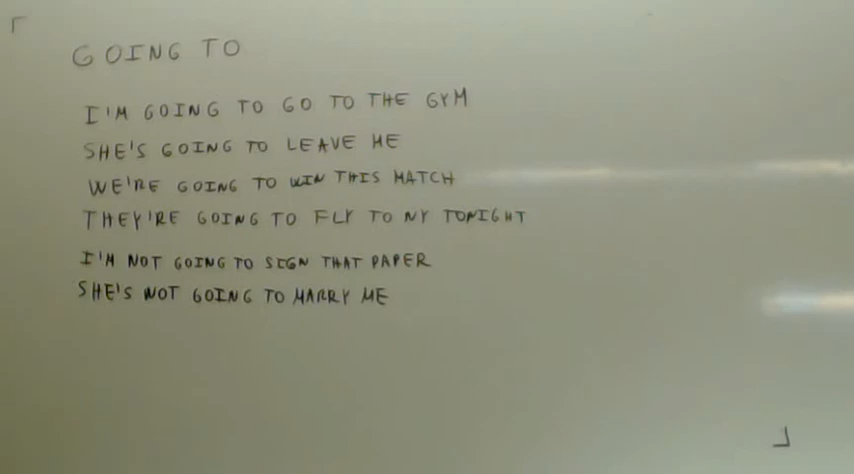 GOING TO
I'M GOING TO GO TO THE GYM
SHE'S GOING TO LEAVE ME
WE'RE GOING TO WIN THIS MATCH
THEY'RE GOING TO FLY TO NY TONIGHT
I'M NOT GOING TO SIGN THAT PAPER
SHE'S NOT GOING TO MARRY ME